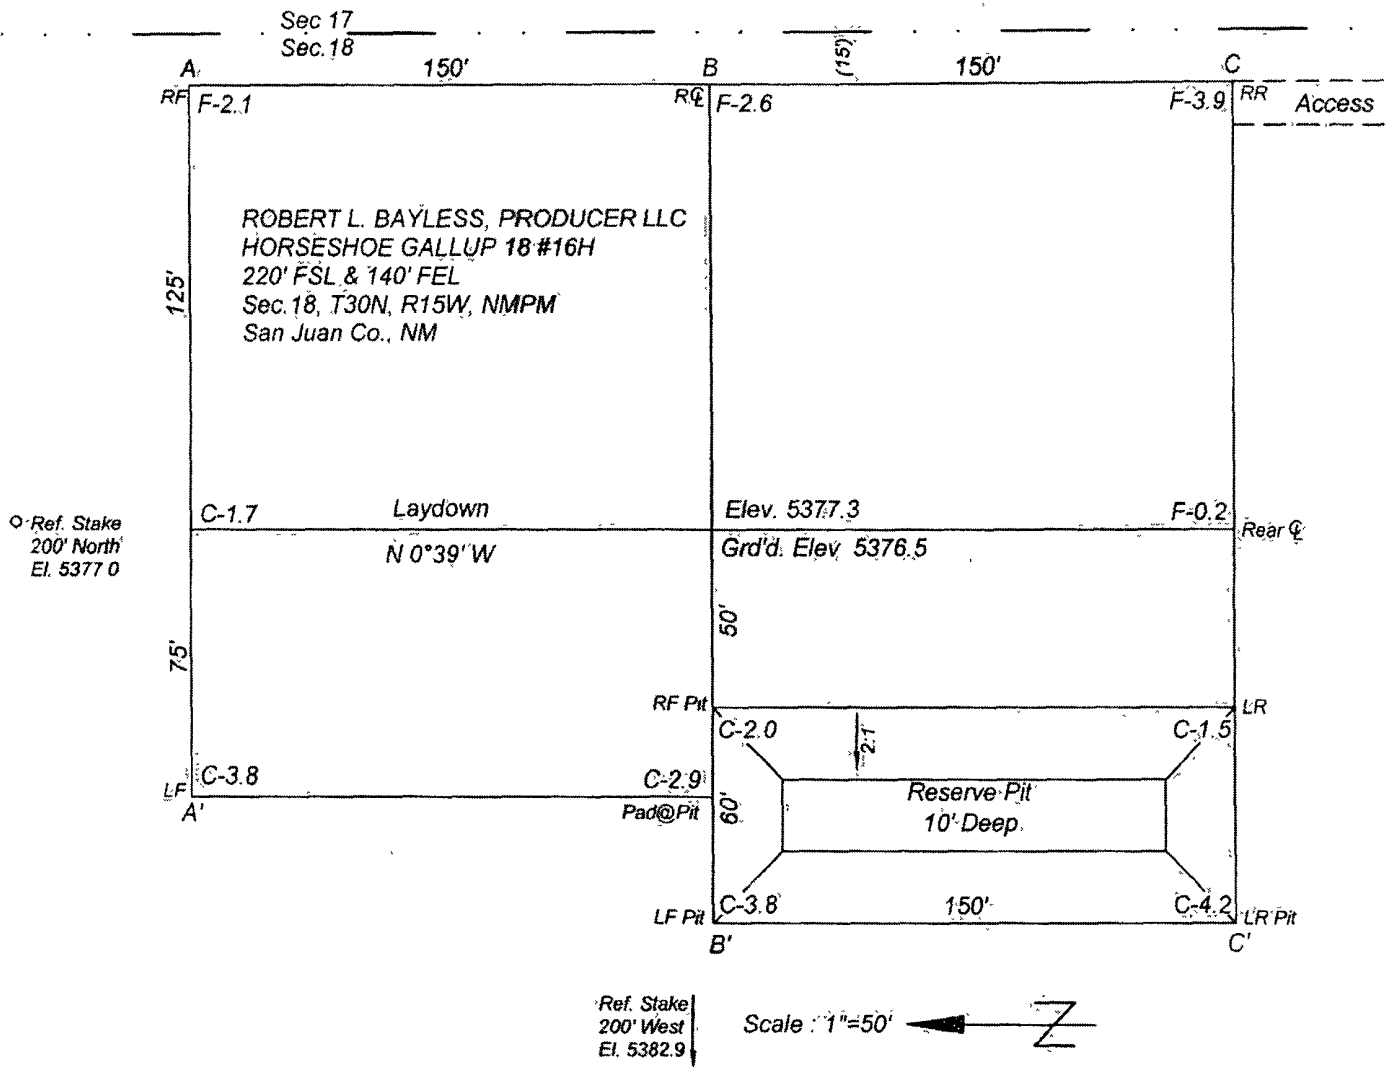 Sec 17
Sec. 18
A 150' B (15') 150' C
RF F-2.1 R℄ F-2.6 F-3.9 RR Access
ROBERT L. BAYLESS, PRODUCER LLC
HORSESHOE GALLUP 18 #16H
220' FSL & 140' FEL
Sec. 18, T30N, R15W, NMPM
San Juan Co., NM
125'
C-1.7 Laydown Elev. 5377.3 F-0.2
Ref. Stake
200' North
El. 5377 0
N 0°39' W Grd'd. Elev 5376.5 Rear ℄
75' 50'
RF Pit LR
C-2.0 2:1 C-1.5
LF C-3.8 C-2.9
A' Pad@Pit 60'
Reserve Pit
10' Deep
LF Pit C-3.8 150' C-4.2 LR Pit
B' C'
Ref. Stake
200' West
El. 5382.9
Scale : 1"=50' Z